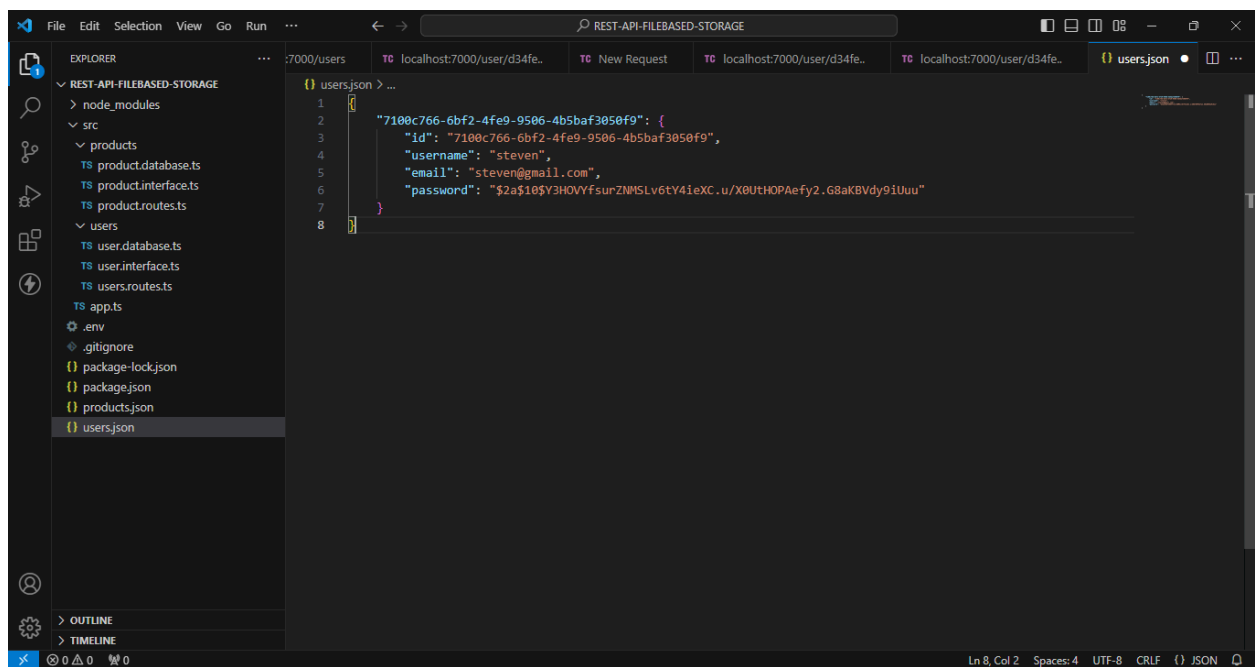 File Edit Selection View Go Run ··· ← → REST-API-FILEBASED-STORAGE
EXPLORER ···
:7000/users TC localhost:7000/user/d34fe.. TC New Request TC localhost:7000/user/d34fe.. TC localhost:7000/user/d34fe.. {} users.json ● ···
REST-API-FILEBASED-STORAGE
node_modules
src
products
TS product.database.ts
TS product.interface.ts
TS product.routes.ts
users
TS user.database.ts
TS user.interface.ts
TS users.routes.ts
TS app.ts
.env
.gitignore
{} package-lock.json
{} package.json
{} products.json
{} users.json
OUTLINE
TIMELINE
1
{} users.json > ...
1 {
2 "7100c766-6bf2-4fe9-9506-4b5baf3050f9": {
3 "id": "7100c766-6bf2-4fe9-9506-4b5baf3050f9",
4 "username": "steven",
5 "email": "steven@gmail.com",
6 "password": "$2a$10$Y3HOVYfsurZNMSLv6tY4ieXC.u/X0UtHOPAefy2.G8aKBVdy9iUuu"
7 }
8 }
0 0 0 Ln 8, Col 2 Spaces: 4 UTF-8 CRLF {} JSON